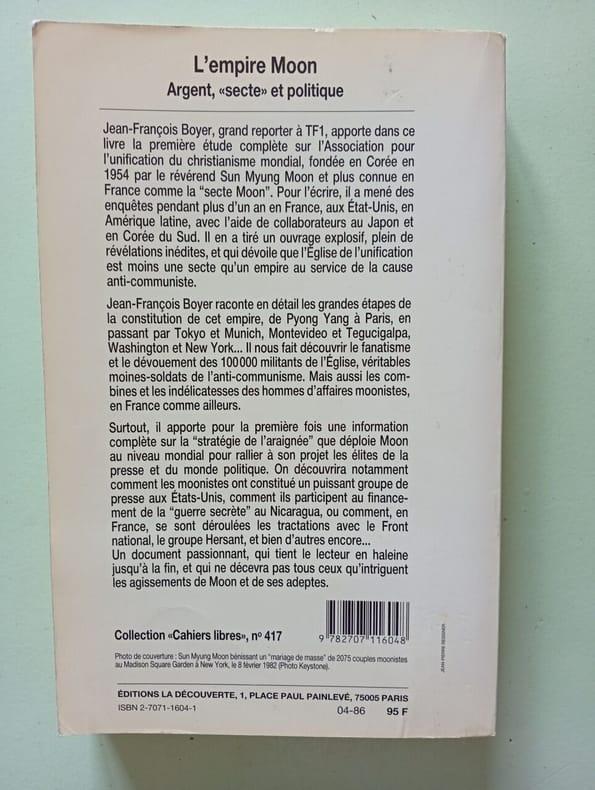 L'empire Moon
Argent, «secte» et politique
Jean-François Boyer, grand reporter à TF1, apporte dans ce
livre la première étude complète sur l'Association pour
l'unification du christianisme mondial, fondée en Corée en
1954 par le révérend Sun Myung Moon et plus connue en
France comme la "secte Moon". Pour l'écrire, il a mené des
enquêtes pendant plus d'un an en France, aux État-Unis, en
Amérique latine, avec l'aide de collaborateurs au Japon et
en Corée du Sud. Il en a tiré un ouvrage explosif, plein de
révélations inédites, et qui dévoile que l'Église de l'unification
est moins une secte qu'un empire au service de la cause
anti-communiste.
Jean-François Boyer raconte en détail les grandes étapes de
la constitution de cet empire, de Pyong Yang à Paris, en
passant par Tokyo et Munich, Montevideo et Tegucigalpa,
Washington et New York... Il nous fait découvrir le fanatisme
et le dévouement des 100000 militants de l'Église, véritables
moines-soldats de l'anti-communisme. Mais aussi les com-
bines et les indélicatesses des hommes d'affaires moonistes,
en France comme ailleurs.
Surtout, il apporte pour la première fois une information
complète sur la "stratégie de l'araignée" que déploie Moon
au niveau mondial pour rallier à son projet les élites de la
presse et du monde politique. On découvrira notamment
comment les moonistes ont constitué un puissant groupe de
presse aux États-Unis, comment ils participent au finance-
ment de la "guerre secrète" au Nicaragua, ou comment, en
France, se sont déroulées les tractations avec le Front
national, le groupe Hersant, et bien d'autres encore...
Un document passionnant, qui tient le lecteur en haleine
jusqu'à la fin, et qui ne décevra pas tous ceux qu'intriguent
les agissements de Moon et de ses adeptes.
Collection «Cahiers libres», nº 417
9 782707 116048
Photo de couverture : Sun Myung Moon bénissant un "mariage de masse" de 2075 couples moonistes
au Madison Square Garden à New York, le 8 février 1982 (Photo Keystone).
ÉDITIONS LA DÉCOUVERTE, 1, PLACE PAUL PAINLEVÉ, 75005 PARIS
ISBN 2-7071-1604-1
04-86 95 F
JEAN-PIERRE